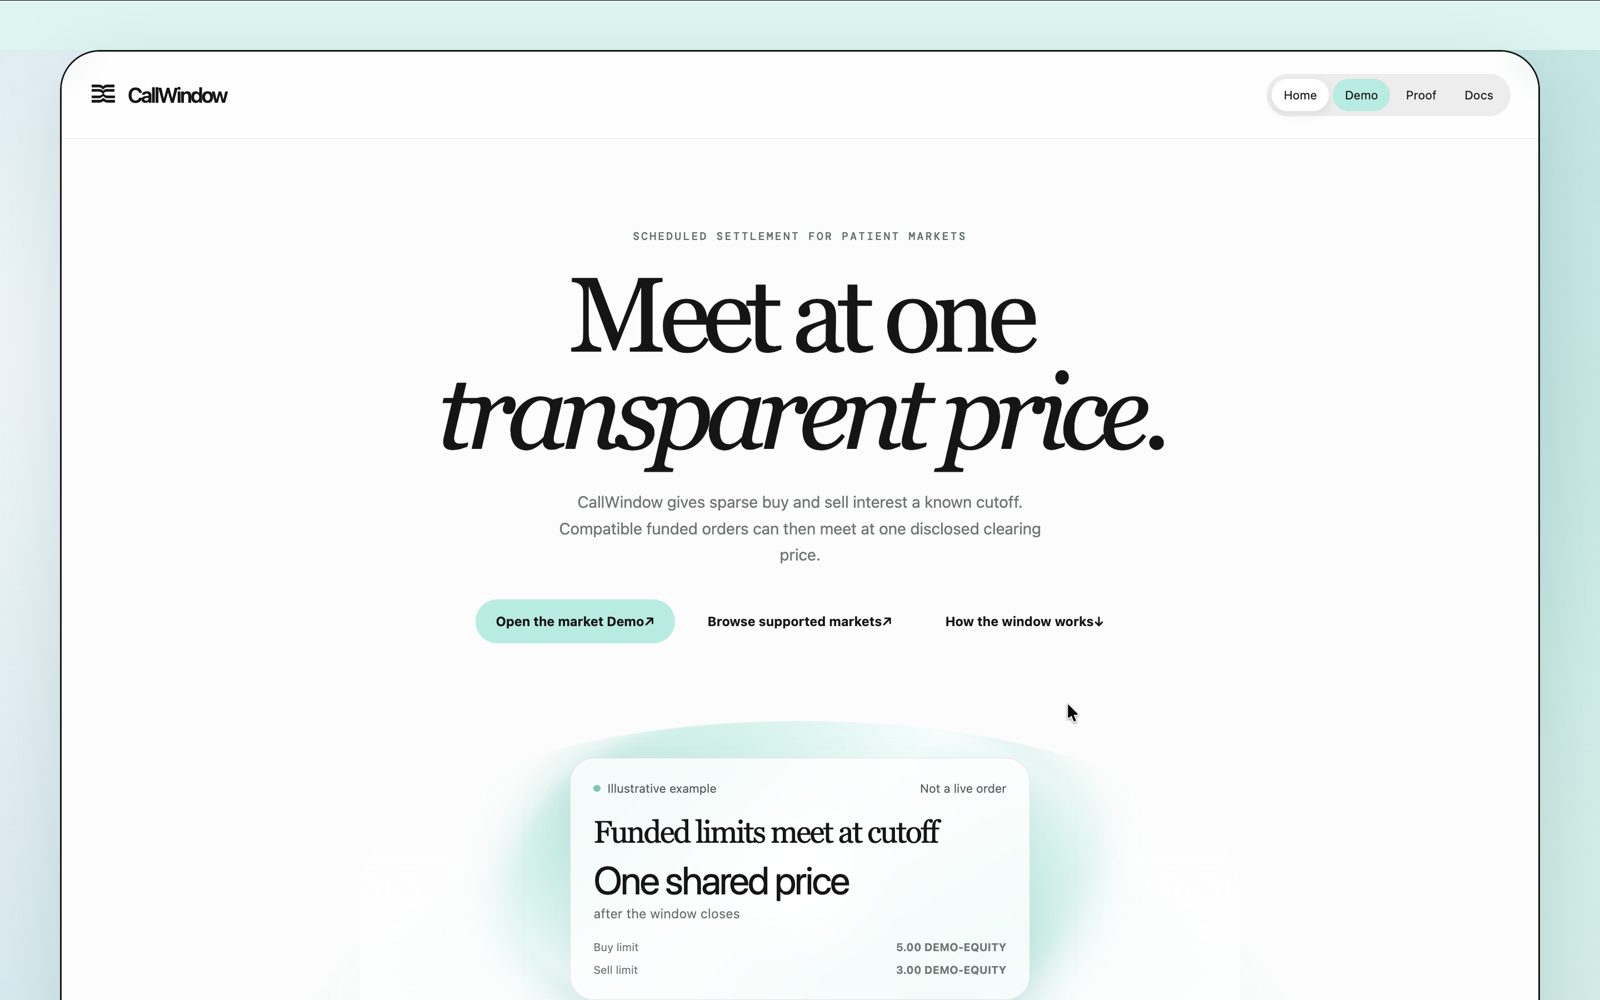 CallWindow
Home Demo Proof Docs
SCHEDULED SETTLEMENT FOR PATIENT MARKETS
Meet at one
transparent price.
CallWindow gives sparse buy and sell interest a known cutoff.
Compatible funded orders can then meet at one disclosed clearing
price.
Open the market Demo↗ Browse supported markets↗ How the window works↓
Illustrative example Not a live order
Funded limits meet at cutoff
One shared price
after the window closes
Buy limit 5.00 DEMO-EQUITY
Sell limit 3.00 DEMO-EQUITY